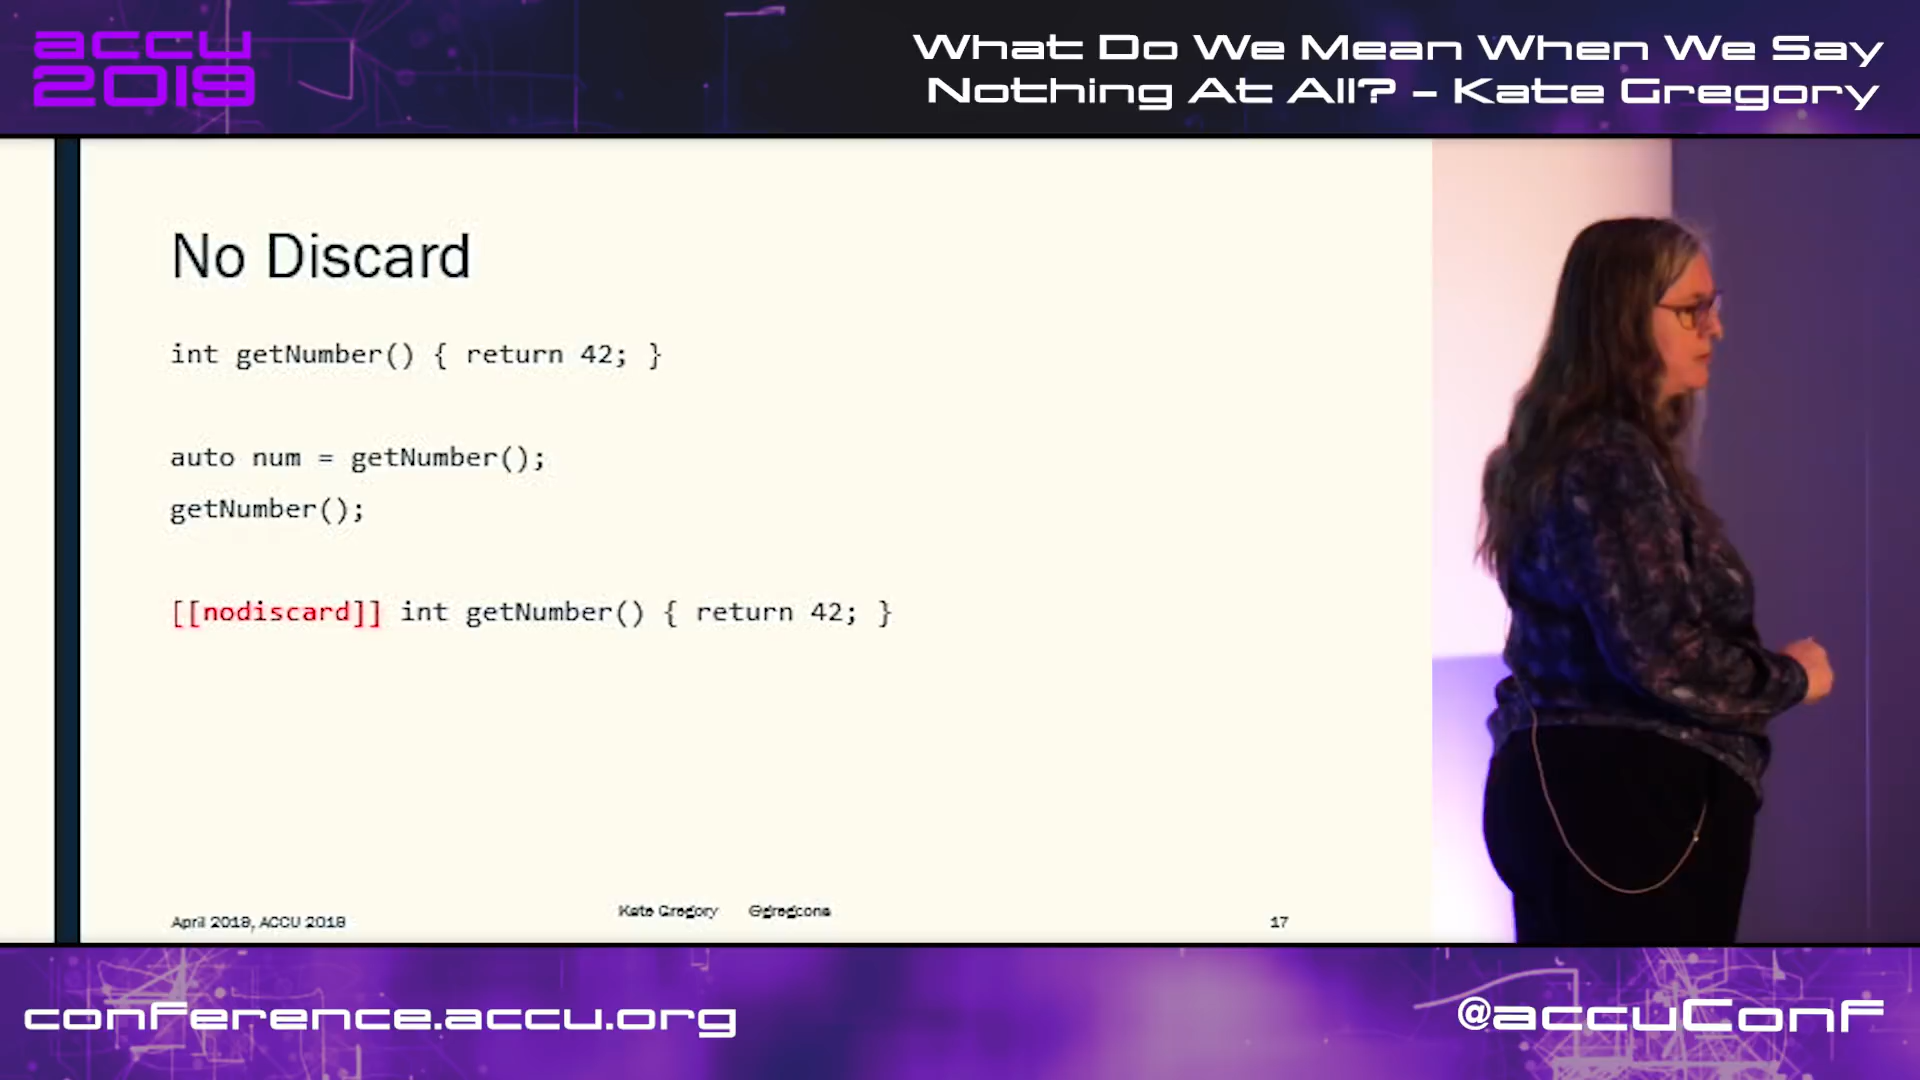 accu
2019
What Do We Mean When We Say
Nothing At All? – Kate Gregory
No Discard
int getNumber() { return 42; }
auto num = getNumber();
getNumber();
[[nodiscard]] int getNumber() { return 42; }
April 2019, ACCU 2019
Kate Gregory @gregcons
17
conference.accu.org
@accuConf